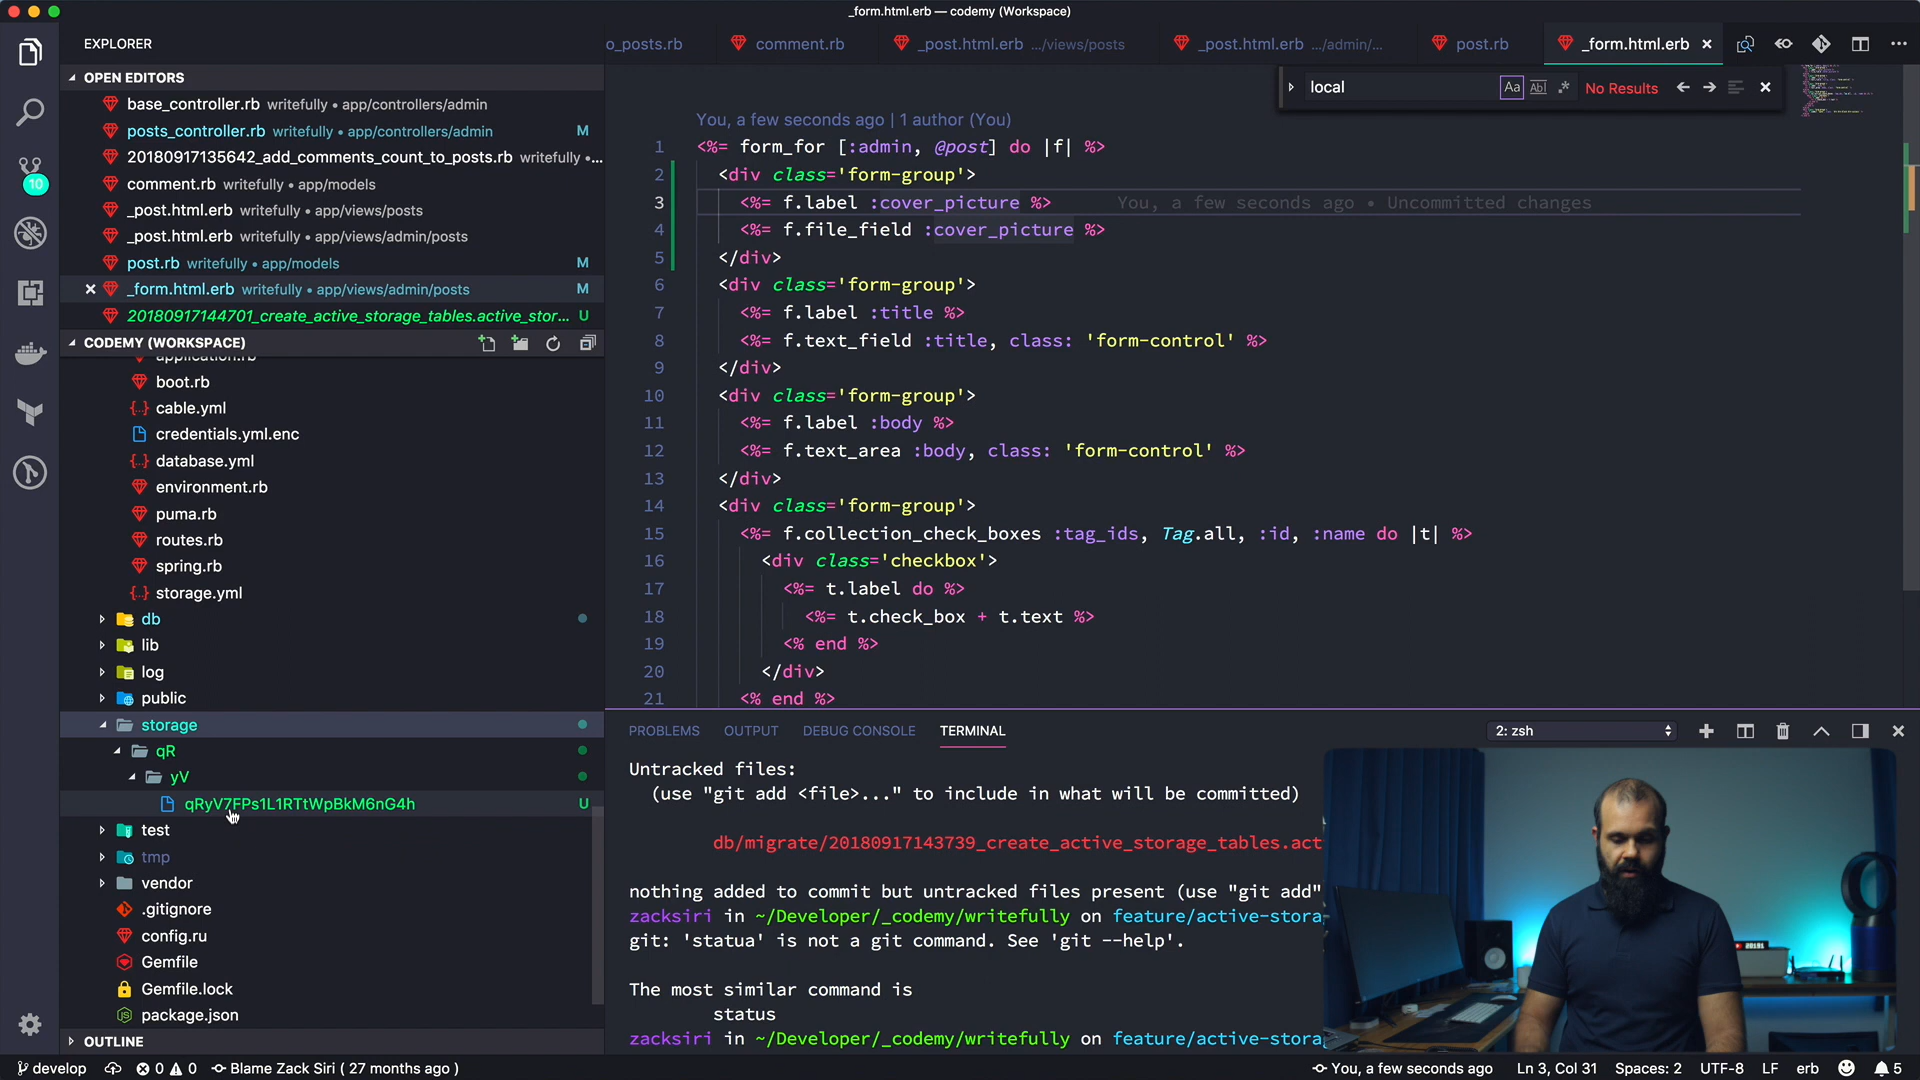 _form.html.erb — codemy (Workspace)
EXPLORER
o_posts.rb
comment.rb
_post.html.erb .../views/posts
_post.html.erb .../admin/...
post.rb
_form.html.erb
local
Aa
Abl
No Results
OPEN EDITORS
base_controller.rb writefully • app/controllers/admin
posts_controller.rb writefully • app/controllers/admin M
20180917135642_add_comments_count_to_posts.rb writefully •...
comment.rb writefully • app/models
_post.html.erb writefully • app/views/posts
_post.html.erb writefully • app/views/admin/posts
post.rb writefully • app/models M
_form.html.erb writefully • app/views/admin/posts M
20180917144701_create_active_storage_tables.active_stor... U
CODEMY (WORKSPACE)
application.rb
boot.rb
cable.yml
credentials.yml.enc
database.yml
environment.rb
puma.rb
routes.rb
spring.rb
storage.yml
db
lib
log
public
storage
qR
yV
qRyV7FPs1L1RTtWpBkM6nG4h U
test
tmp
vendor
.gitignore
config.ru
Gemfile
Gemfile.lock
package.json
OUTLINE
10
You, a few seconds ago | 1 author (You)
1 <%= form_for [:admin, @post] do |f| %>
2 <div class='form-group'>
3 <%= f.label :cover_picture %> You, a few seconds ago • Uncommitted changes
4 <%= f.file_field :cover_picture %>
5 </div>
6 <div class='form-group'>
7 <%= f.label :title %>
8 <%= f.text_field :title, class: 'form-control' %>
9 </div>
10 <div class='form-group'>
11 <%= f.label :body %>
12 <%= f.text_area :body, class: 'form-control' %>
13 </div>
14 <div class='form-group'>
15 <%= f.collection_check_boxes :tag_ids, Tag.all, :id, :name do |t| %>
16 <div class='checkbox'>
17 <%= t.label do %>
18 <%= t.check_box + t.text %>
19 <% end %>
20 </div>
21 <% end %>
PROBLEMS OUTPUT DEBUG CONSOLE TERMINAL
2: zsh
Untracked files:
(use "git add <file>..." to include in what will be committed)
db/migrate/20180917143739_create_active_storage_tables.act
nothing added to commit but untracked files present (use "git add"
zacksiri in ~/Developer/_codemy/writefully on feature/active-stora
git: 'statua' is not a git command. See 'git --help'.
The most similar command is
status
zacksiri in ~/Developer/_codemy/writefully on feature/active-stora
develop 0 0 Blame Zack Siri ( 27 months ago )
You, a few seconds ago Ln 3, Col 31 Spaces: 2 UTF-8 LF erb 5